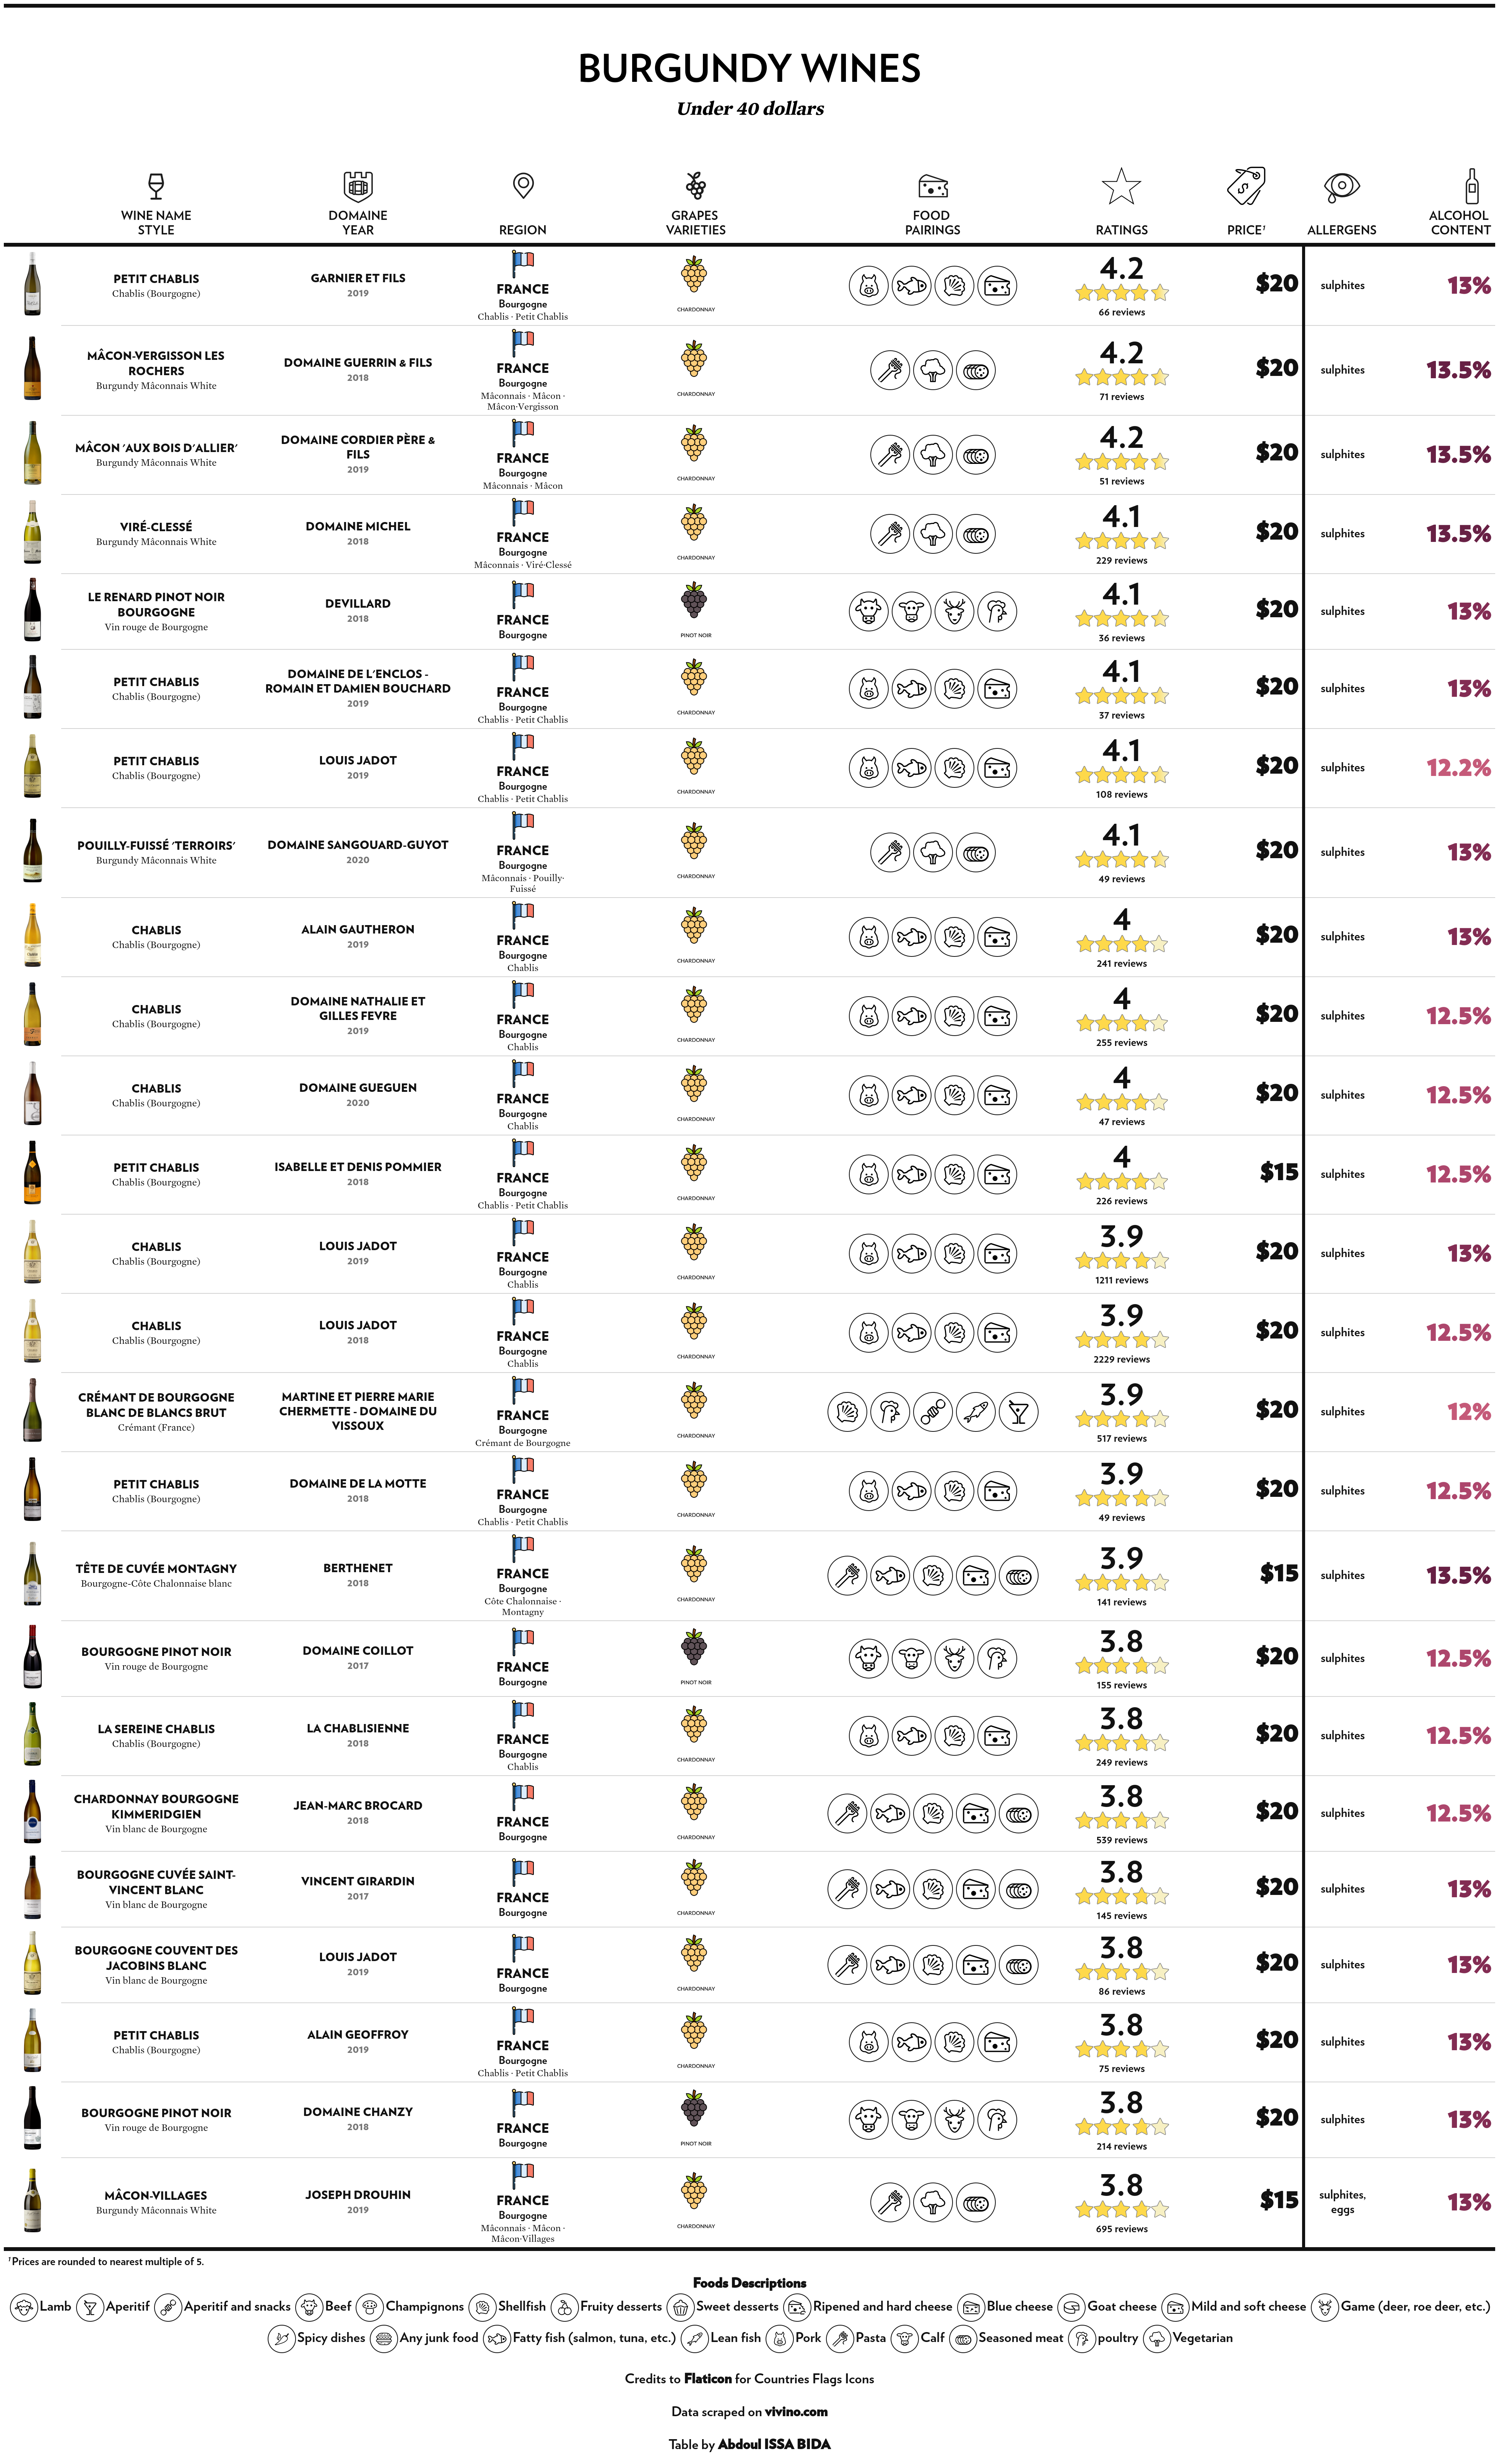 BURGUNDY WINES
Under 40 dollars
WINE NAME
STYLE
DOMAINE
YEAR
REGION
GRAPES
VARIETIES
FOOD
PAIRINGS
RATINGS
PRICE†
ALLERGENS
ALCOHOL
CONTENT
PETIT CHABLIS
Chablis (Bourgogne)
GARNIER ET FILS
2019
FRANCE
Bourgogne
Chablis · Petit Chablis
CHARDONNAY
4.2
66 reviews
$20
sulphites
13%
MÂCON-VERGISSON LES
ROCHERS
Burgundy Mâconnais White
DOMAINE GUERRIN & FILS
2018
FRANCE
Bourgogne
Mâconnais · Mâcon ·
Mâcon-Vergisson
CHARDONNAY
4.2
71 reviews
$20
sulphites
13.5%
MÂCON 'AUX BOIS D'ALLIER'
Burgundy Mâconnais White
DOMAINE CORDIER PÈRE &
FILS
2019
FRANCE
Bourgogne
Mâconnais · Mâcon
CHARDONNAY
4.2
51 reviews
$20
sulphites
13.5%
VIRÉ-CLESSÉ
Burgundy Mâconnais White
DOMAINE MICHEL
2018
FRANCE
Bourgogne
Mâconnais · Viré-Clessé
CHARDONNAY
4.1
229 reviews
$20
sulphites
13.5%
LE RENARD PINOT NOIR
BOURGOGNE
Vin rouge de Bourgogne
DEVILLARD
2018
FRANCE
Bourgogne
PINOT NOIR
4.1
36 reviews
$20
sulphites
13%
PETIT CHABLIS
Chablis (Bourgogne)
DOMAINE DE L'ENCLOS -
ROMAIN ET DAMIEN BOUCHARD
2019
FRANCE
Bourgogne
Chablis · Petit Chablis
CHARDONNAY
4.1
37 reviews
$20
sulphites
13%
PETIT CHABLIS
Chablis (Bourgogne)
LOUIS JADOT
2019
FRANCE
Bourgogne
Chablis · Petit Chablis
CHARDONNAY
4.1
108 reviews
$20
sulphites
12.2%
POUILLY-FUISSÉ 'TERROIRS'
Burgundy Mâconnais White
DOMAINE SANGOUARD-GUYOT
2020
FRANCE
Bourgogne
Mâconnais · Pouilly-
Fuissé
CHARDONNAY
4.1
49 reviews
$20
sulphites
13%
CHABLIS
Chablis (Bourgogne)
ALAIN GAUTHERON
2019
FRANCE
Bourgogne
Chablis
CHARDONNAY
4
241 reviews
$20
sulphites
13%
CHABLIS
Chablis (Bourgogne)
DOMAINE NATHALIE ET
GILLES FEVRE
2019
FRANCE
Bourgogne
Chablis
CHARDONNAY
4
255 reviews
$20
sulphites
12.5%
CHABLIS
Chablis (Bourgogne)
DOMAINE GUEGUEN
2020
FRANCE
Bourgogne
Chablis
CHARDONNAY
4
47 reviews
$20
sulphites
12.5%
PETIT CHABLIS
Chablis (Bourgogne)
ISABELLE ET DENIS POMMIER
2018
FRANCE
Bourgogne
Chablis · Petit Chablis
CHARDONNAY
4
226 reviews
$15
sulphites
12.5%
CHABLIS
Chablis (Bourgogne)
LOUIS JADOT
2019
FRANCE
Bourgogne
Chablis
CHARDONNAY
3.9
1211 reviews
$20
sulphites
13%
CHABLIS
Chablis (Bourgogne)
LOUIS JADOT
2018
FRANCE
Bourgogne
Chablis
CHARDONNAY
3.9
2229 reviews
$20
sulphites
12.5%
CRÉMANT DE BOURGOGNE
BLANC DE BLANCS BRUT
Crémant (France)
MARTINE ET PIERRE MARIE
CHERMETTE - DOMAINE DU
VISSOUX
FRANCE
Bourgogne
Crémant de Bourgogne
CHARDONNAY
3.9
517 reviews
$20
sulphites
12%
PETIT CHABLIS
Chablis (Bourgogne)
DOMAINE DE LA MOTTE
2018
FRANCE
Bourgogne
Chablis · Petit Chablis
CHARDONNAY
3.9
49 reviews
$20
sulphites
12.5%
TÊTE DE CUVÉE MONTAGNY
Bourgogne-Côte Chalonnaise blanc
BERTHENET
2018
FRANCE
Bourgogne
Côte Chalonnaise ·
Montagny
CHARDONNAY
3.9
141 reviews
$15
sulphites
13.5%
BOURGOGNE PINOT NOIR
Vin rouge de Bourgogne
DOMAINE COILLOT
2017
FRANCE
Bourgogne
PINOT NOIR
3.8
155 reviews
$20
sulphites
12.5%
LA SEREINE CHABLIS
Chablis (Bourgogne)
LA CHABLISIENNE
2018
FRANCE
Bourgogne
Chablis
CHARDONNAY
3.8
249 reviews
$20
sulphites
12.5%
CHARDONNAY BOURGOGNE
KIMMERIDGIEN
Vin blanc de Bourgogne
JEAN-MARC BROCARD
2018
FRANCE
Bourgogne
CHARDONNAY
3.8
539 reviews
$20
sulphites
12.5%
BOURGOGNE CUVÉE SAINT-
VINCENT BLANC
Vin blanc de Bourgogne
VINCENT GIRARDIN
2017
FRANCE
Bourgogne
CHARDONNAY
3.8
145 reviews
$20
sulphites
13%
BOURGOGNE COUVENT DES
JACOBINS BLANC
Vin blanc de Bourgogne
LOUIS JADOT
2019
FRANCE
Bourgogne
CHARDONNAY
3.8
86 reviews
$20
sulphites
13%
PETIT CHABLIS
Chablis (Bourgogne)
ALAIN GEOFFROY
2019
FRANCE
Bourgogne
Chablis · Petit Chablis
CHARDONNAY
3.8
75 reviews
$20
sulphites
13%
BOURGOGNE PINOT NOIR
Vin rouge de Bourgogne
DOMAINE CHANZY
2018
FRANCE
Bourgogne
PINOT NOIR
3.8
214 reviews
$20
sulphites
13%
MÂCON-VILLAGES
Burgundy Mâconnais White
JOSEPH DROUHIN
2019
FRANCE
Bourgogne
Mâconnais · Mâcon ·
Mâcon-Villages
CHARDONNAY
3.8
695 reviews
$15
sulphites,
eggs
13%
†Prices are rounded to nearest multiple of 5.
Foods Descriptions
Lamb Aperitif Aperitif and snacks Beef Champignons Shellfish Fruity desserts Sweet desserts Ripened and hard cheese Blue cheese Goat cheese Mild and soft cheese Game (deer, roe deer, etc.)
Spicy dishes Any junk food Fatty fish (salmon, tuna, etc.) Lean fish Pork Pasta Calf Seasoned meat poultry Vegetarian
Credits to Flaticon for Countries Flags Icons
Data scraped on vivino.com
Table by Abdoul ISSA BIDA